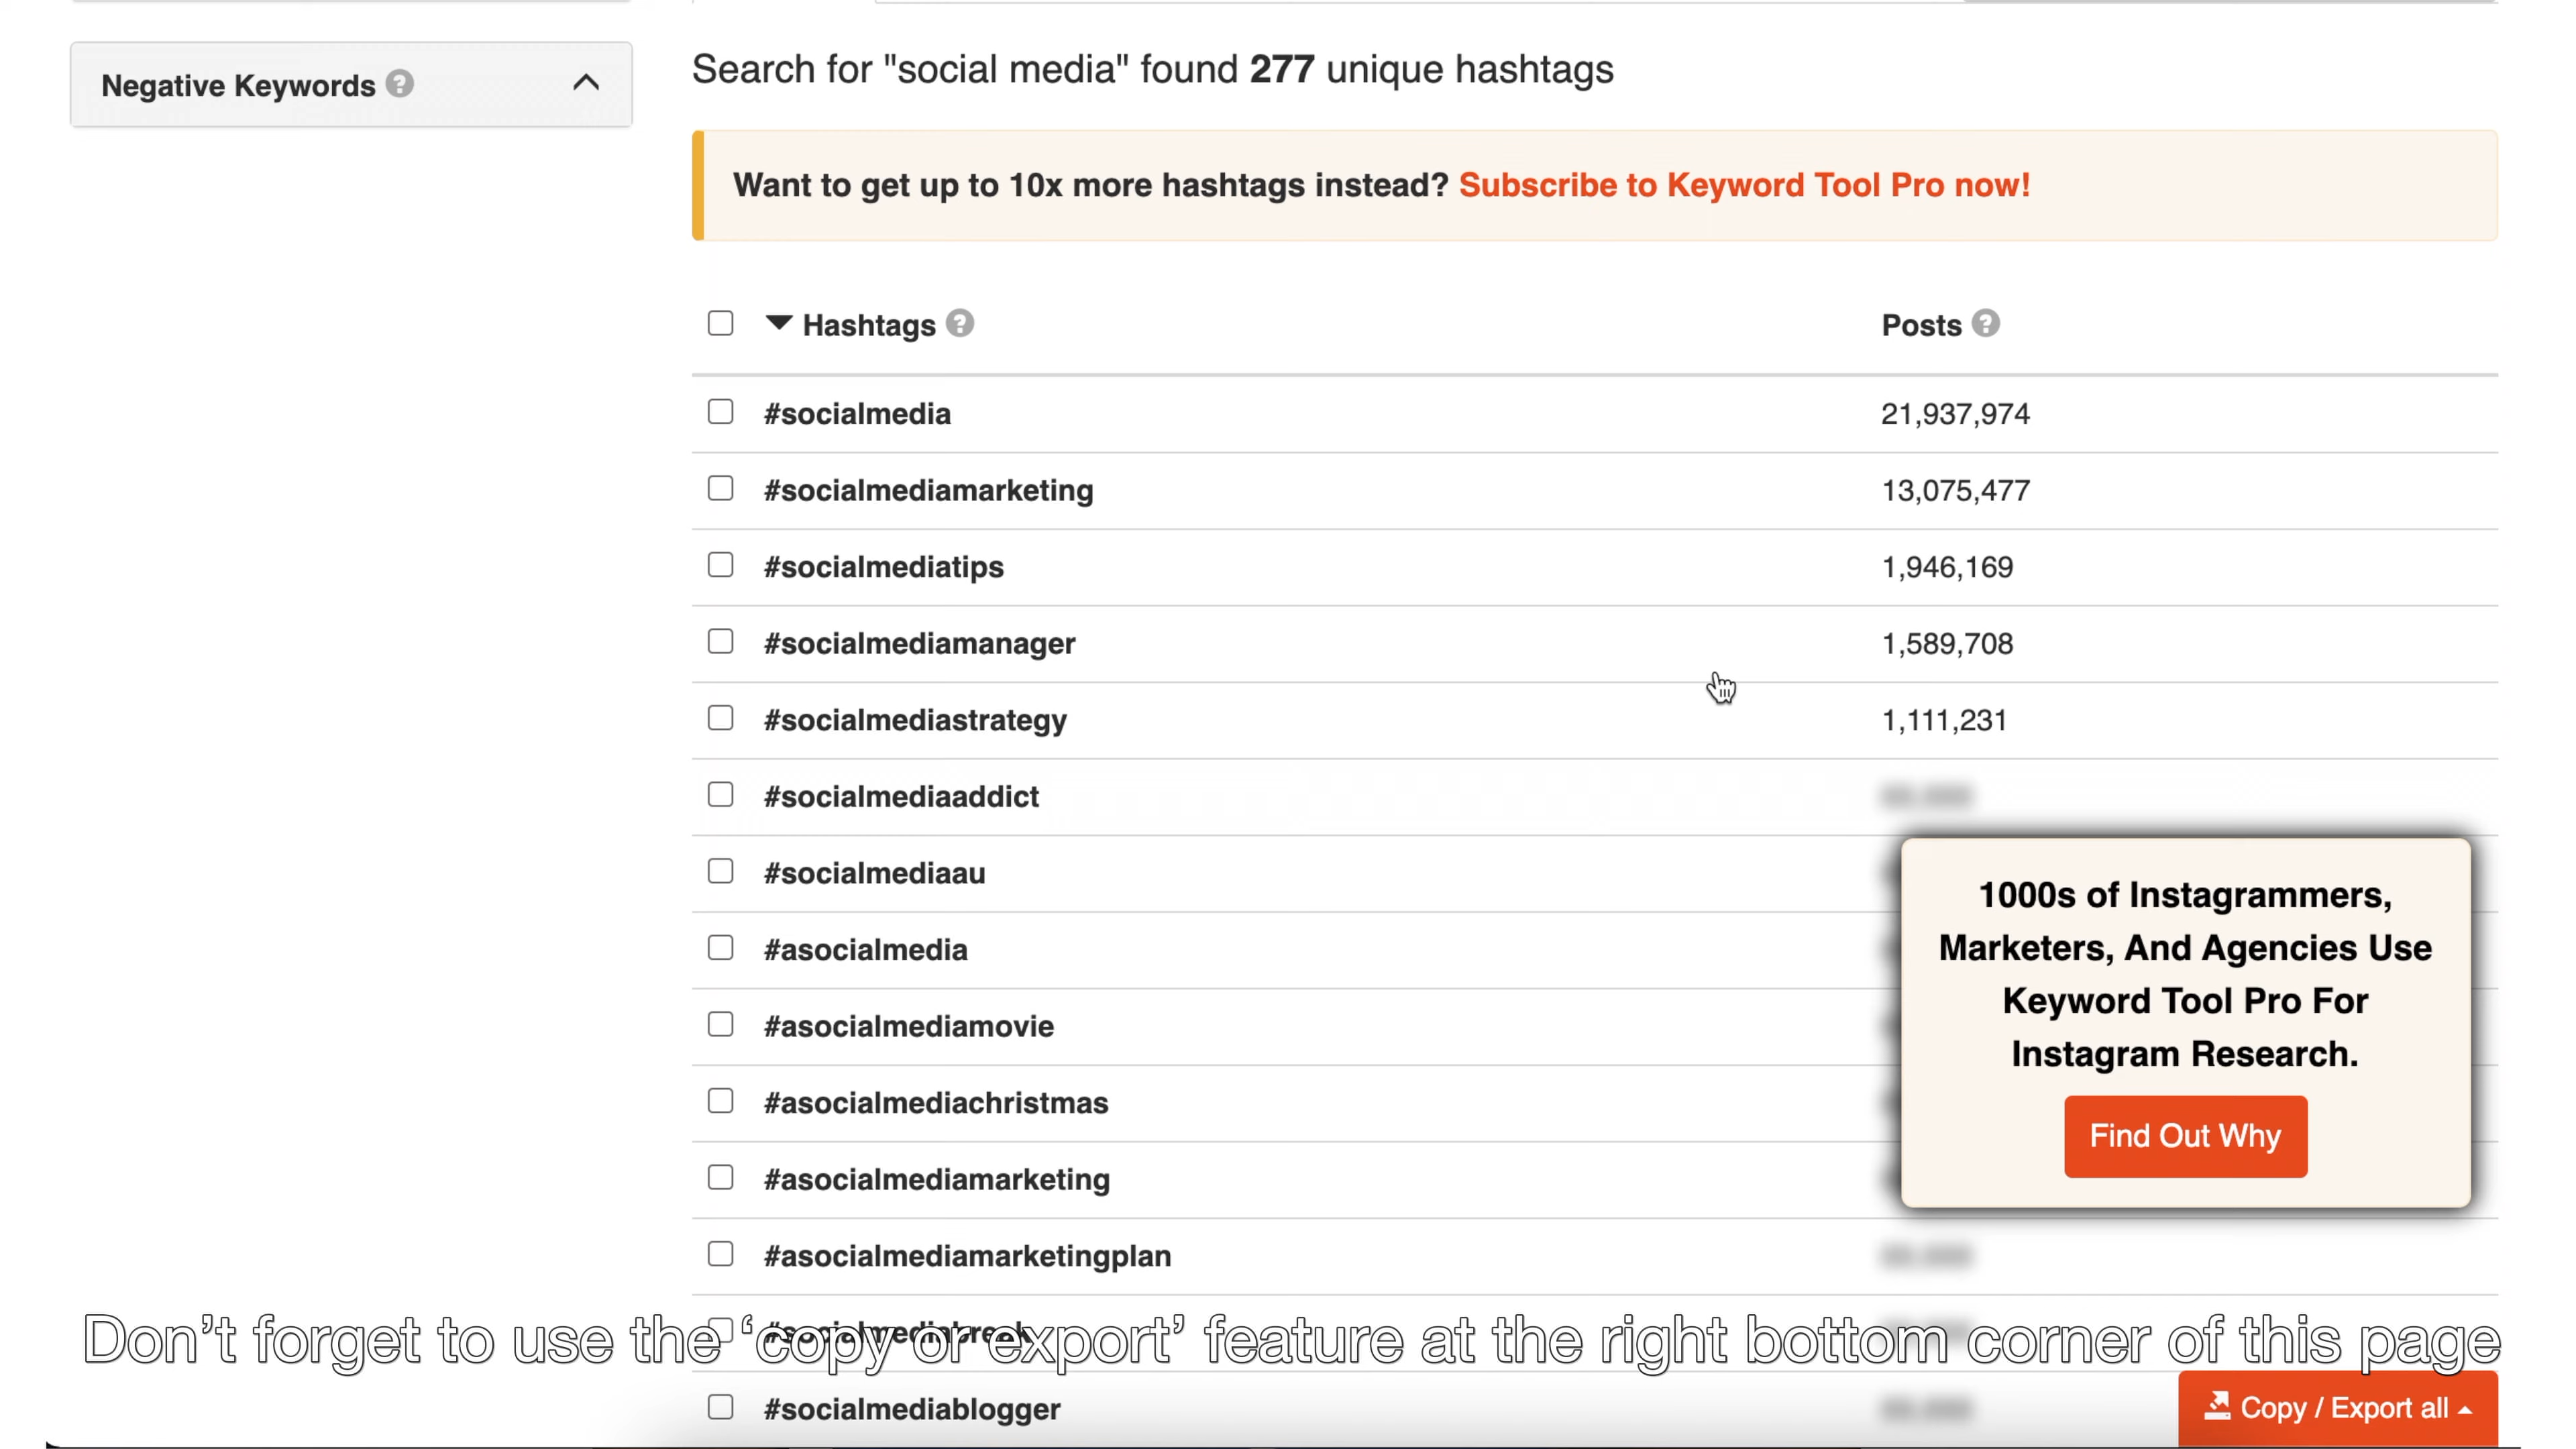 Negative Keywords ?
Search for "social media" found 277 unique hashtags
Want to get up to 10x more hashtags instead? Subscribe to Keyword Tool Pro now!
Hashtags ? Posts ?
#socialmedia 21,937,974
#socialmediamarketing 13,075,477
#socialmediatips 1,946,169
#socialmediamanager 1,589,708
#socialmediastrategy 1,111,231
#socialmediaaddict
#socialmediaau
#asocialmedia
#asocialmediamovie
#asocialmediachristmas
#asocialmediamarketing
#asocialmediamarketingplan
#socialmediabreak
#socialmediablogger
1000s of Instagrammers,
Marketers, And Agencies Use
Keyword Tool Pro For
Instagram Research.
Find Out Why
Don’t forget to use the ‘copy or export’ feature at the right bottom corner of this page
Copy / Export all